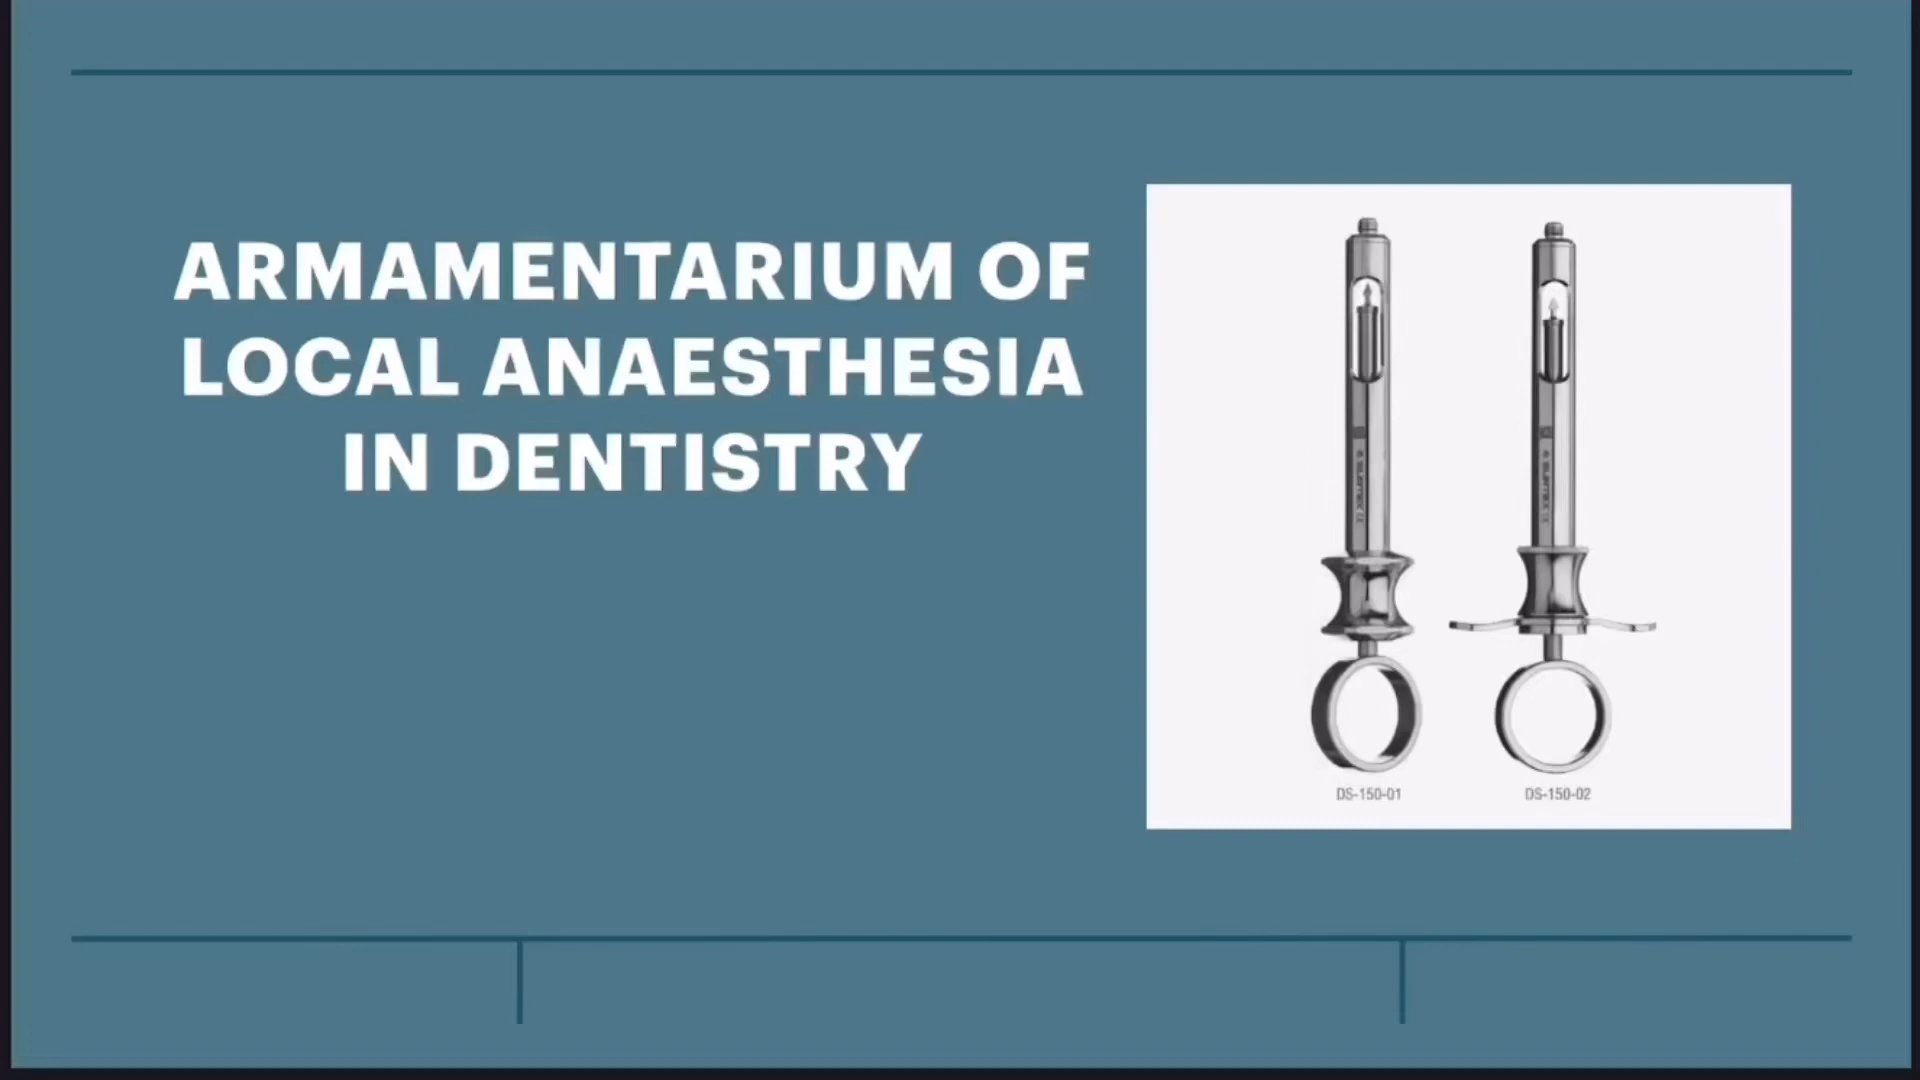 ARMAMENTARIUM OF
LOCAL ANAESTHESIA
IN DENTISTRY
DS-150-01
DS-150-02